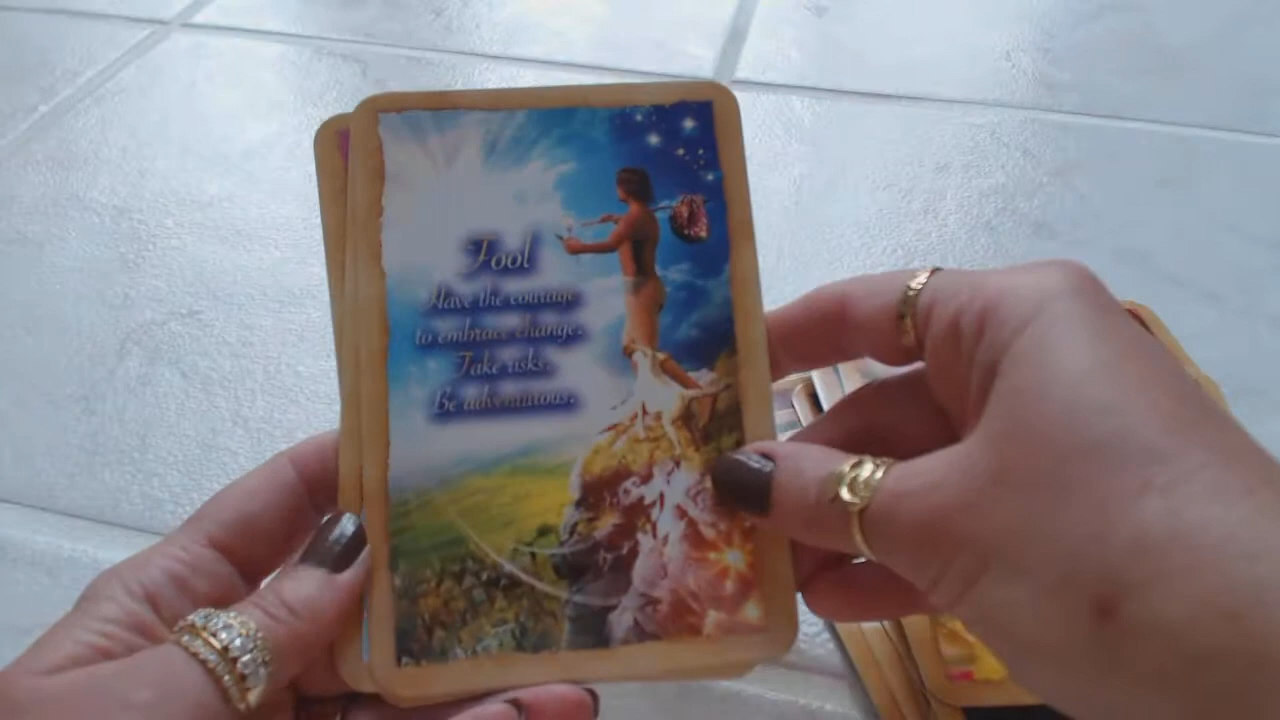 Fool
Have the courage
to embrace change.
Take risks.
Be adventurous.